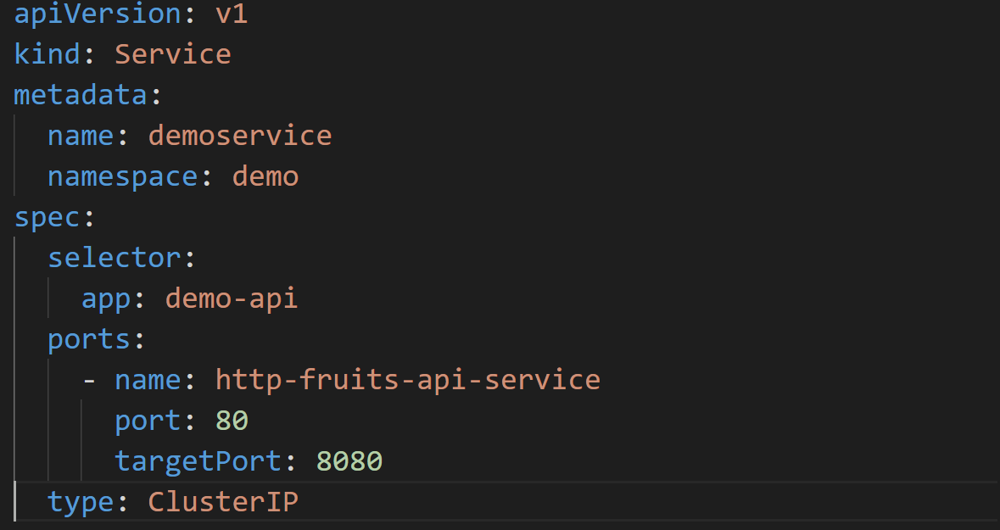 apiVersion: v1
kind: Service
metadata:
  name: demoservice
  namespace: demo
spec:
  selector:
    app: demo-api
  ports:
    - name: http-fruits-api-service
      port: 80
      targetPort: 8080
  type: ClusterIP